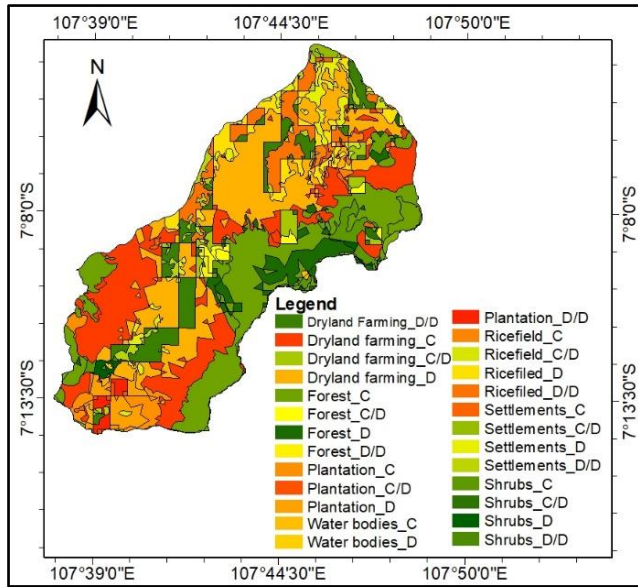 107°39'0"E 107°44'30"E 107°50'0"E
N
7°8'0"S 7°8'0"S
7°13'30"S 7°13'30"S
Legend
Dryland Farming_D/D
Dryland farming_C
Dryland farming_C/D
Dryland farming_D
Forest_C
Forest_C/D
Forest_D
Forest_D/D
Plantation_C
Plantation_C/D
Plantation_D
Water bodies_C
Water bodies_D
Plantation_D/D
Ricefield_C
Ricefield_C/D
Ricefiled_D
Ricefiled_D/D
Settlements_C
Settlements_C/D
Settlements_D
Settlements_D/D
Shrubs_C
Shrubs_C/D
Shrubs_D
Shrubs_D/D
107°39'0"E 107°44'30"E 107°50'0"E